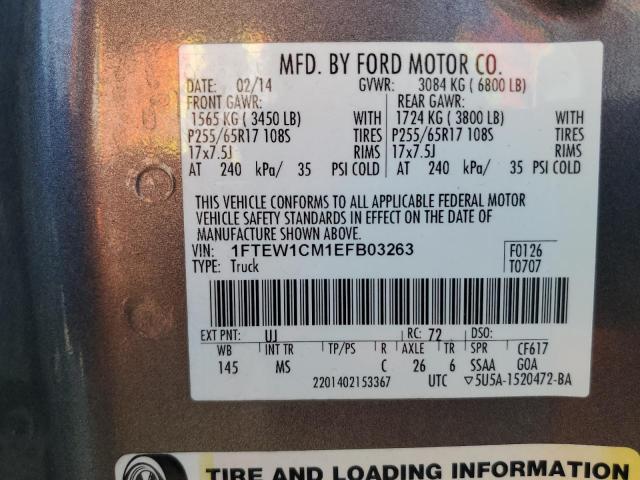 MFD. BY FORD MOTOR CO.
DATE: 02/14 GVWR: 3084 KG ( 6800 LB)
FRONT GAWR: REAR GAWR:
1565 KG ( 3450 LB) WITH 1724 KG ( 3800 LB) WITH
P255/65R17 108S TIRES P255/65R17 108S TIRES
17x7.5J RIMS 17x7.5J RIMS
AT 240 kPa/ 35 PSI COLD AT 240 kPa/ 35 PSI COLD
THIS VEHICLE CONFORMS TO ALL APPLICABLE FEDERAL MOTOR
VEHICLE SAFETY STANDARDS IN EFFECT ON THE DATE OF
MANUFACTURE SHOWN ABOVE.
VIN: 1FTEW1CM1EFB03263 F0126
TYPE: Truck T0707
EXT PNT: UJ RC: 72 DSO:
WB INT TR TP/PS R AXLE TR SPR CF617
145 MS C 26 6 SSAA G0A
2201402153367 UTC ▽5U5A-1520472-BA
TIRE AND LOADING INFORMATION